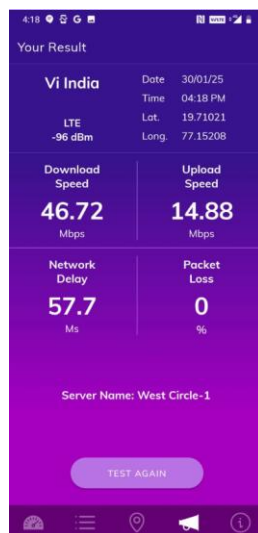 4:18
Your Result
Vi India
LTE
-96 dBm
Date 30/01/25
Time 04:18 PM
Lat. 19.71021
Long. 77.15208
Download
Speed
46.72
Mbps
Upload
Speed
14.88
Mbps
Network
Delay
57.7
Ms
Packet
Loss
0
%
Server Name: West Circle-1
TEST AGAIN